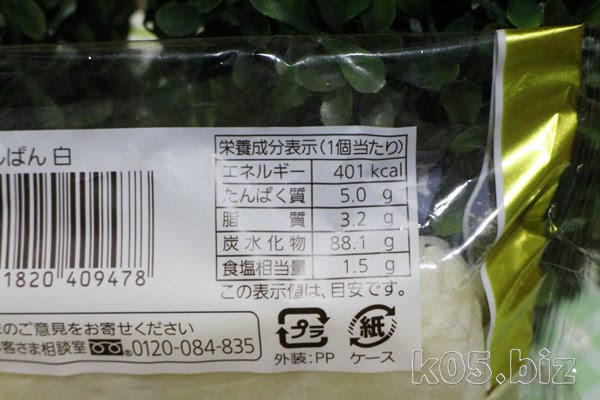 んぱん 白
1820 409478
栄養成分表示(1個当たり)
エネルギー 401 kcal
たんぱく質 5.0 g
脂質 3.2 g
炭水化物 88.1 g
食塩相当量 1.5 g
この表示値は、目安です。
のご意見をお寄せください
客さま相談室 0120-084-835
プラ
外装:PP
紙
ケース
k05.biz